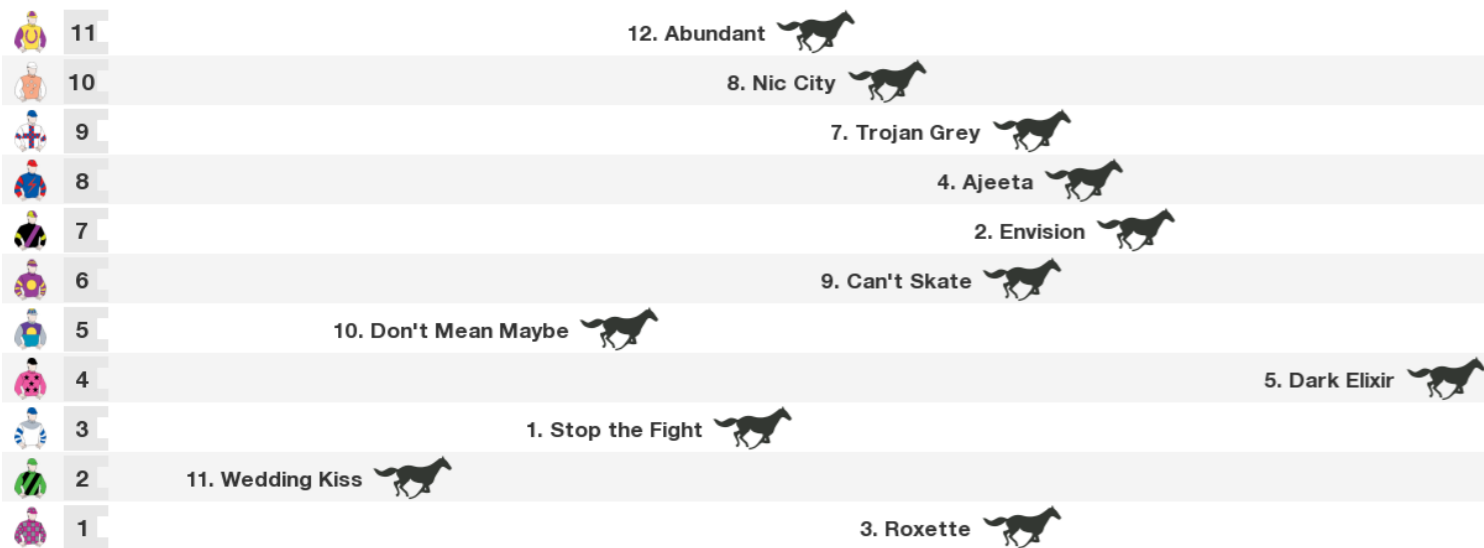 11 12. Abundant
10 8. Nic City
9 7. Trojan Grey
8 4. Ajeeta
7 2. Envision
6 9. Can't Skate
5 10. Don't Mean Maybe
4 5. Dark Elixir
3 1. Stop the Fight
2 11. Wedding Kiss
1 3. Roxette